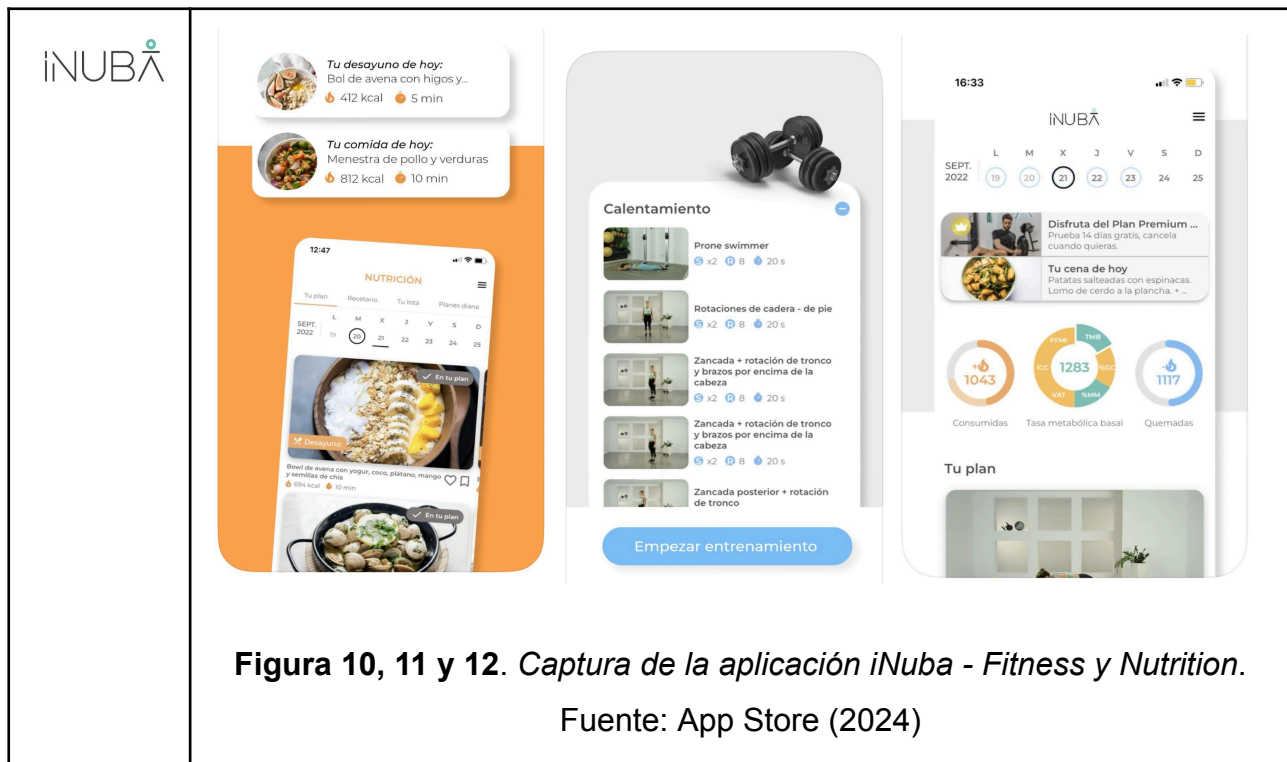 iNUBA
Tu desayuno de hoy:
Bol de avena con higos y...
412 kcal 5 min
Tu comida de hoy:
Menestra de pollo y verduras
812 kcal 10 min
12:47
NUTRICIÓN
Tu plan Recetario Tu lista Planes diana
L M X J V S D
SEPT.
2022 19 20 21 22 23 24 25
En tu plan
Desayuno
Bowl de avena con yogur, coco, plátano, mango
y semillas de chía
694 kcal 10 min
En tu plan
Calentamiento
Prone swimmer
S x2 R 8 20 s
Rotaciones de cadera - de pie
S x2 R 8 20 s
Zancada + rotación de tronco
y brazos por encima de la
cabeza
S x2 R 8 20 s
Zancada + rotación de tronco
y brazos por encima de la
cabeza
S x2 R 8 20 s
Zancada posterior + rotación
de tronco
Empezar entrenamiento
16:33
iNUBA
L M X J V S D
SEPT.
2022 19 20 21 22 23 24 25
Disfruta del Plan Premium ...
Prueba 14 días gratis, cancela
cuando quieras.
Tu cena de hoy
Patatas salteadas con espinacas.
Lomo de cerdo a la plancha. + ...
FFMI TMB
+ 1043 ICC 1283 %GC - 1117
VAT %MM
Consumidas Tasa metabólica basal Quemadas
Tu plan
Figura 10, 11 y 12. Captura de la aplicación iNuba - Fitness y Nutrition.
Fuente: App Store (2024)